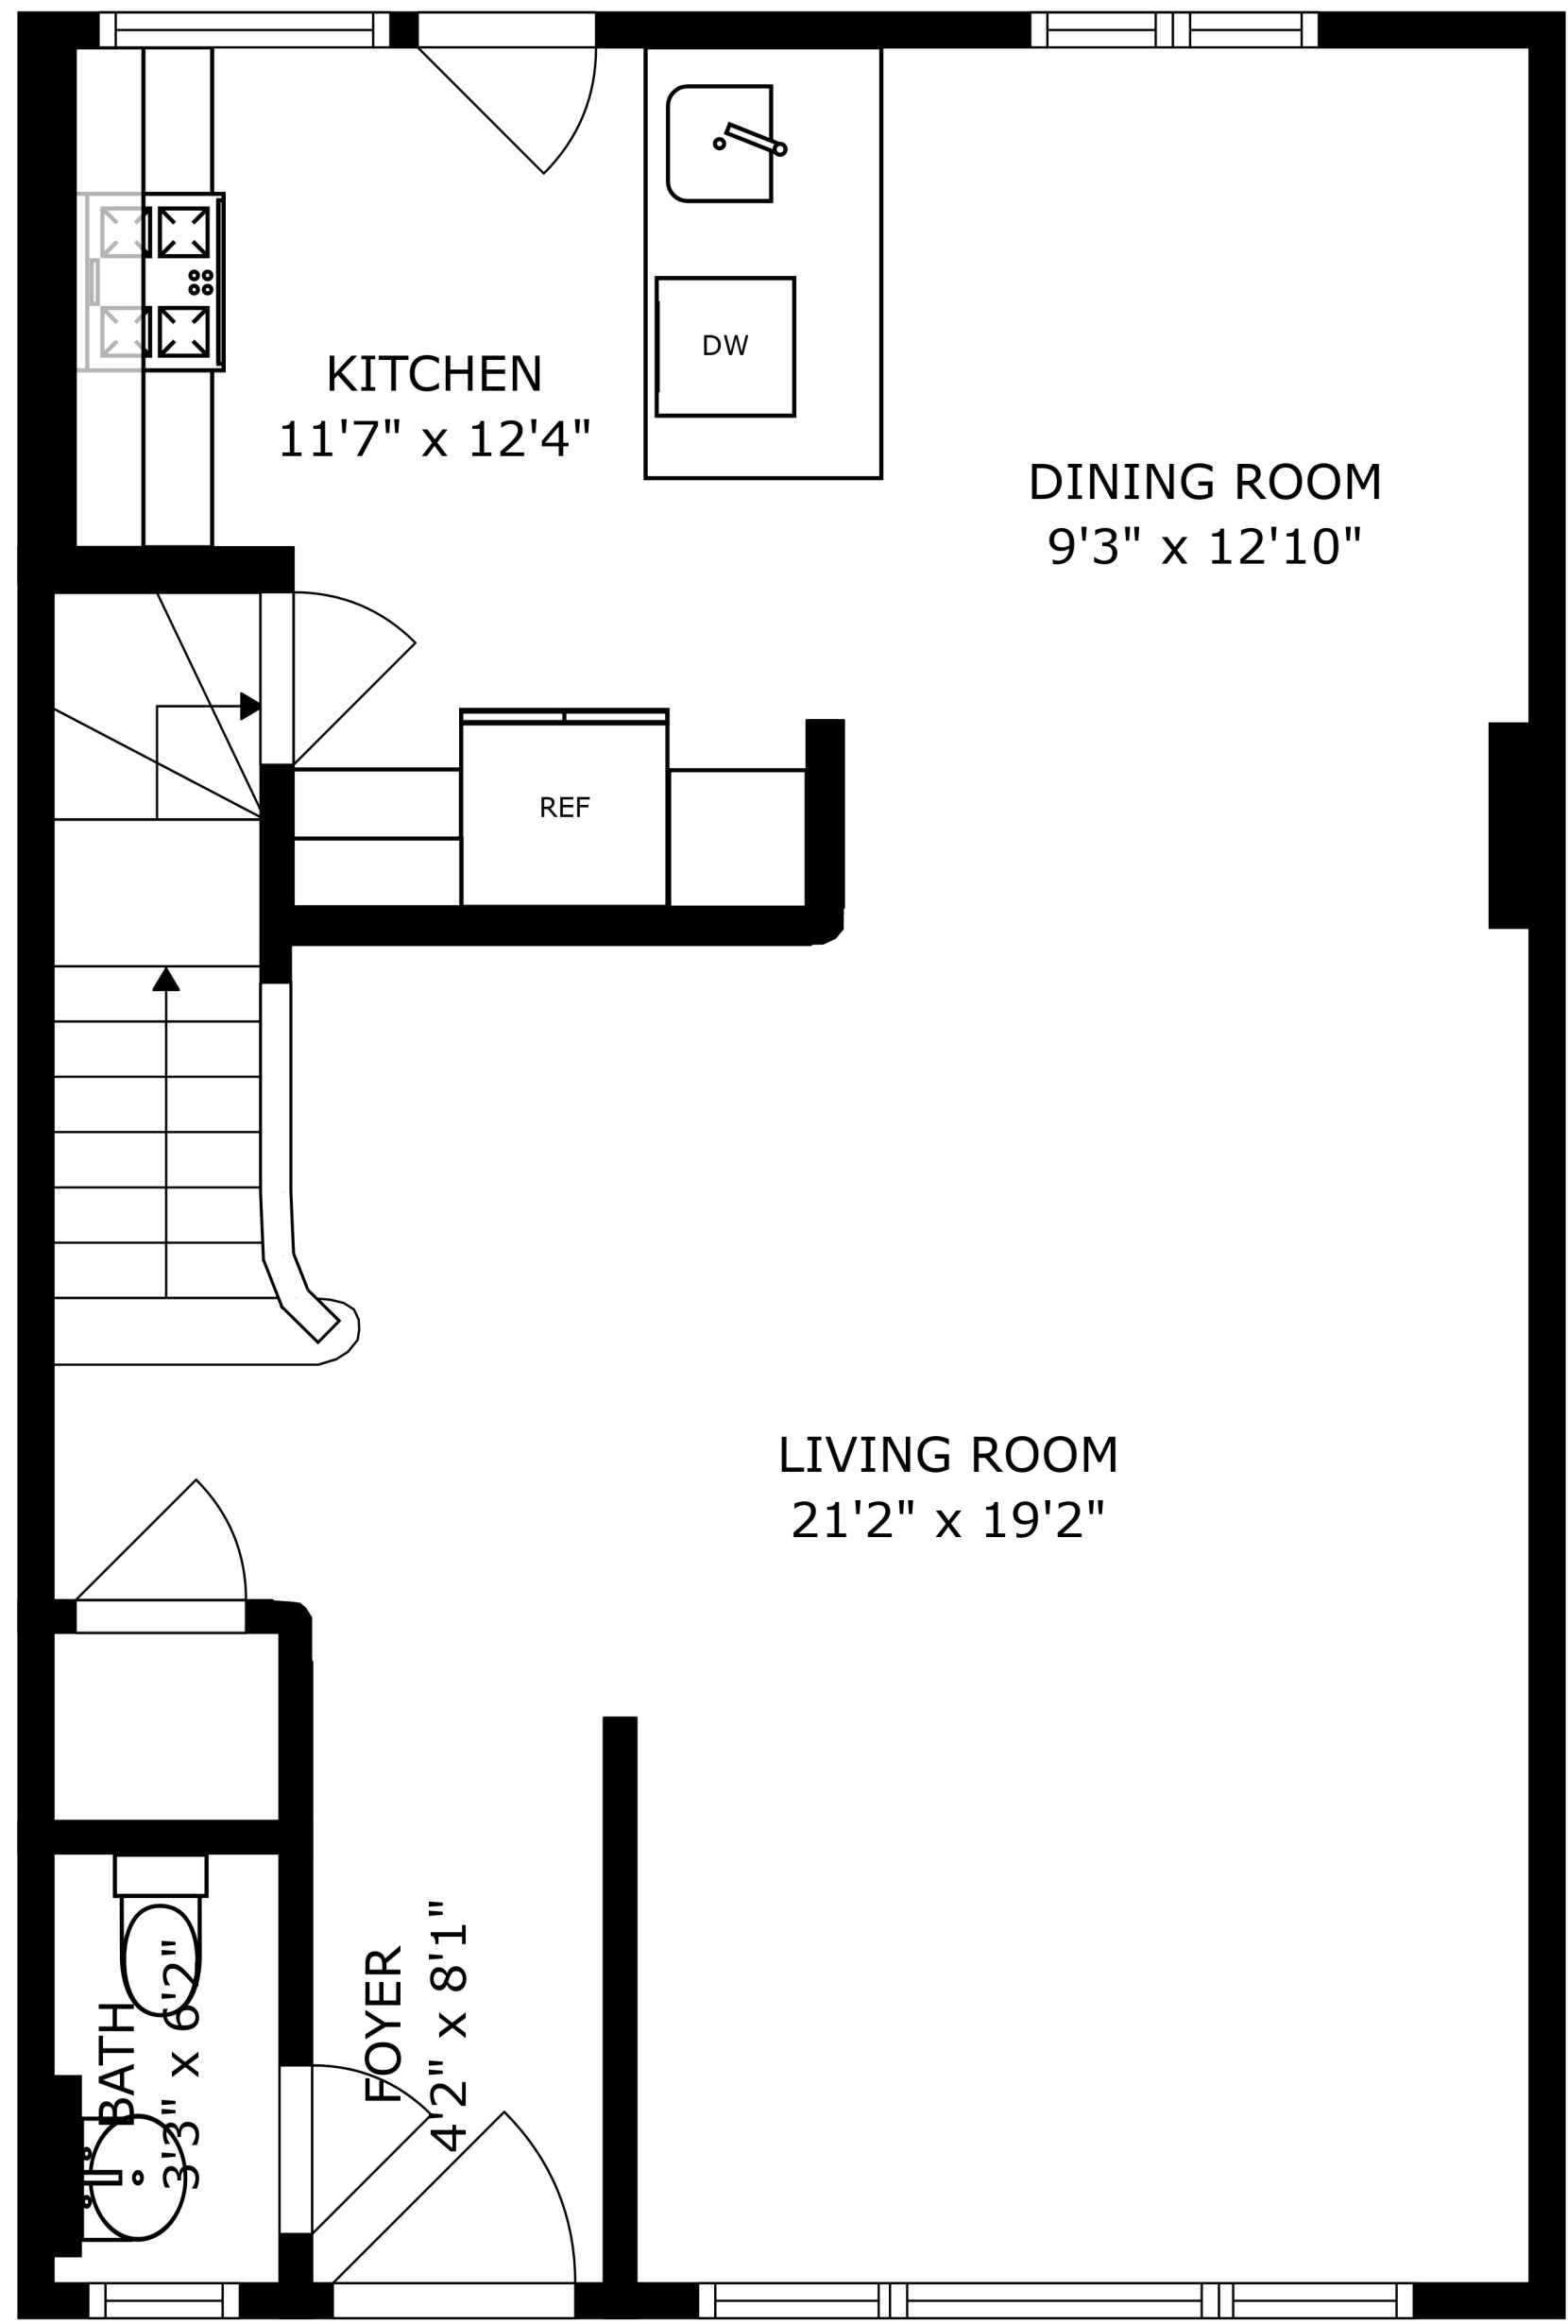 DW
KITCHEN
11'7" x 12'4"
DINING ROOM
9'3" x 12'10"
REF
LIVING ROOM
21'2" x 19'2"
BATH
3'3" x 6'2"
FOYER
4'2" x 8'1"